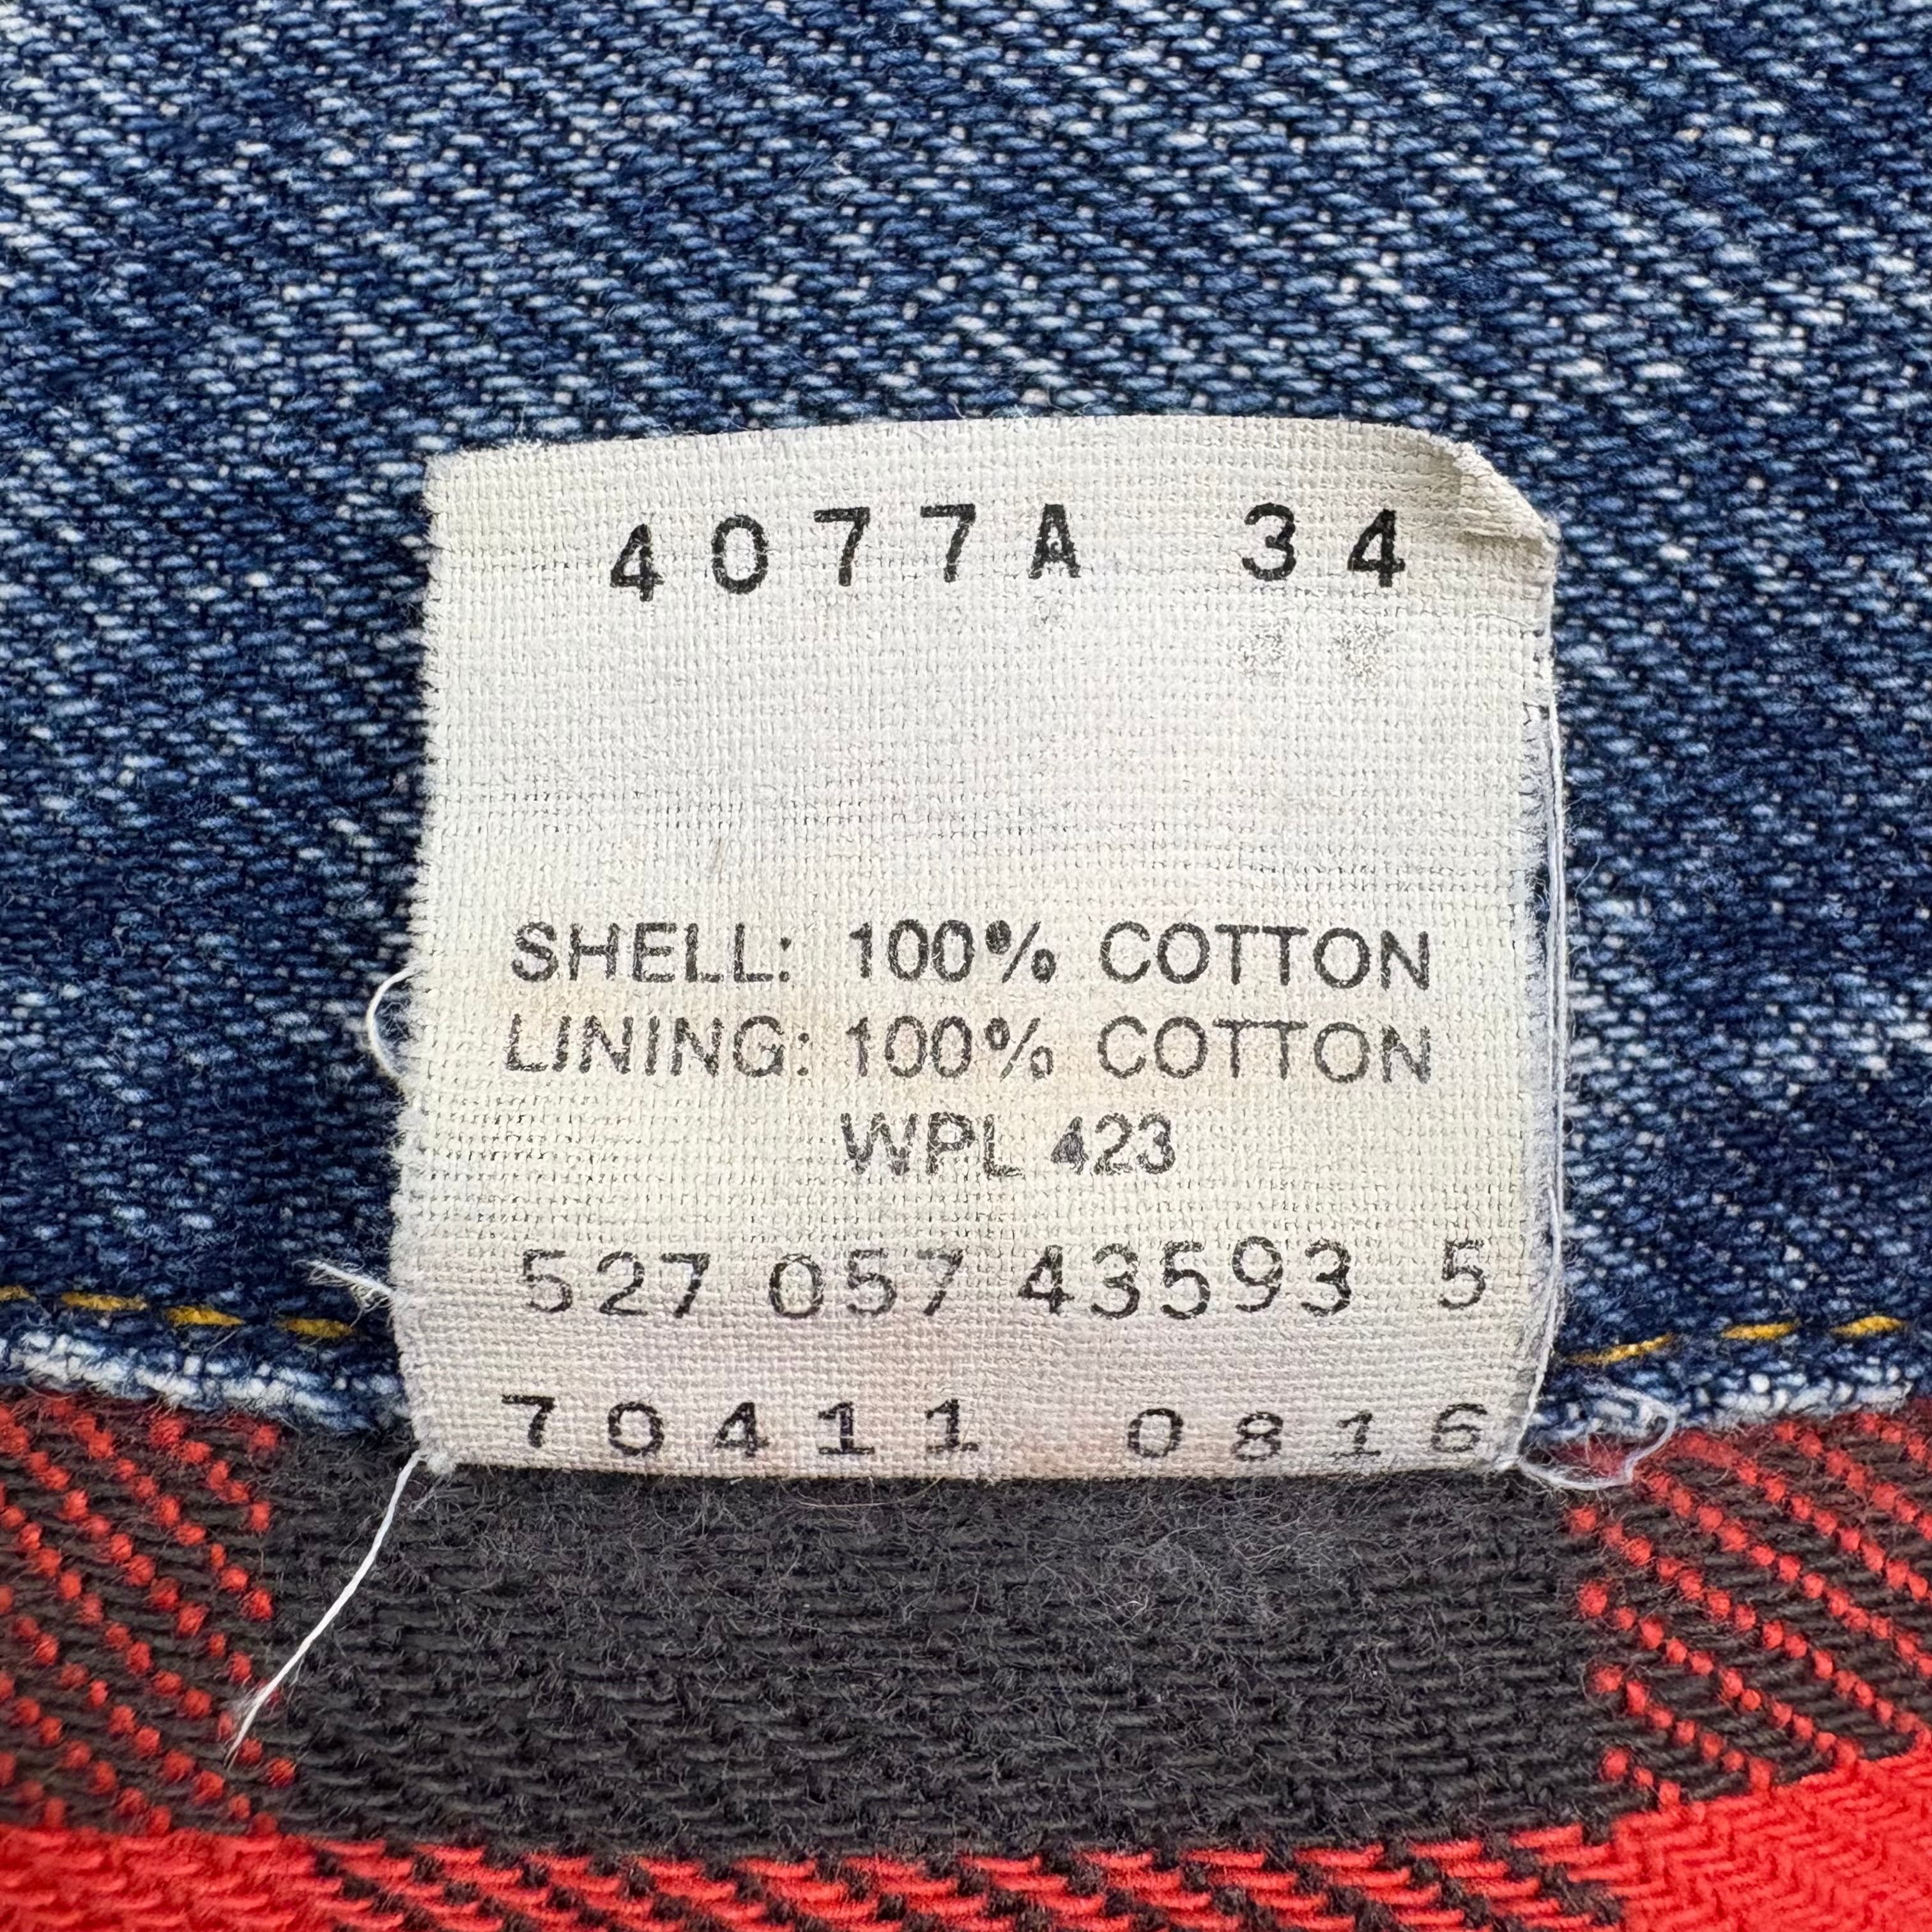 4077A 34
SHELL: 100% COTTON
LINING: 100% COTTON
WPL 423
527 057 43593 5
70411 0816